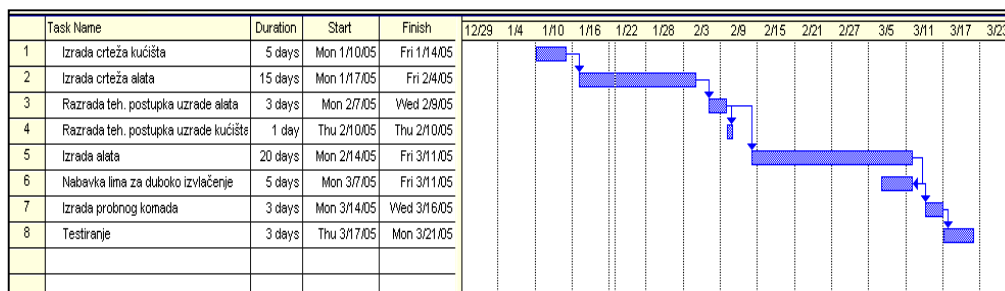 Task Name Duration Start Finish 12/29 1/4 1/10 1/16 1/22 1/28 2/3 2/9 2/15 2/21 2/27 3/5 3/11 3/17 3/23
1 Izrada crteža kućišta 5 days Mon 1/10/05 Fri 1/14/05
2 Izrada crteža alata 15 days Mon 1/17/05 Fri 2/4/05
3 Razrada teh. postupka uzrade alata 3 days Mon 2/7/05 Wed 2/9/05
4 Razrada teh. postupka uzrade kućišta 1 day Thu 2/10/05 Thu 2/10/05
5 Izrada alata 20 days Mon 2/14/05 Fri 3/11/05
6 Nabavka lima za duboko izvlačenje 5 days Mon 3/7/05 Fri 3/11/05
7 Izrada probnog komada 3 days Mon 3/14/05 Wed 3/16/05
8 Testiranje 3 days Thu 3/17/05 Mon 3/21/05